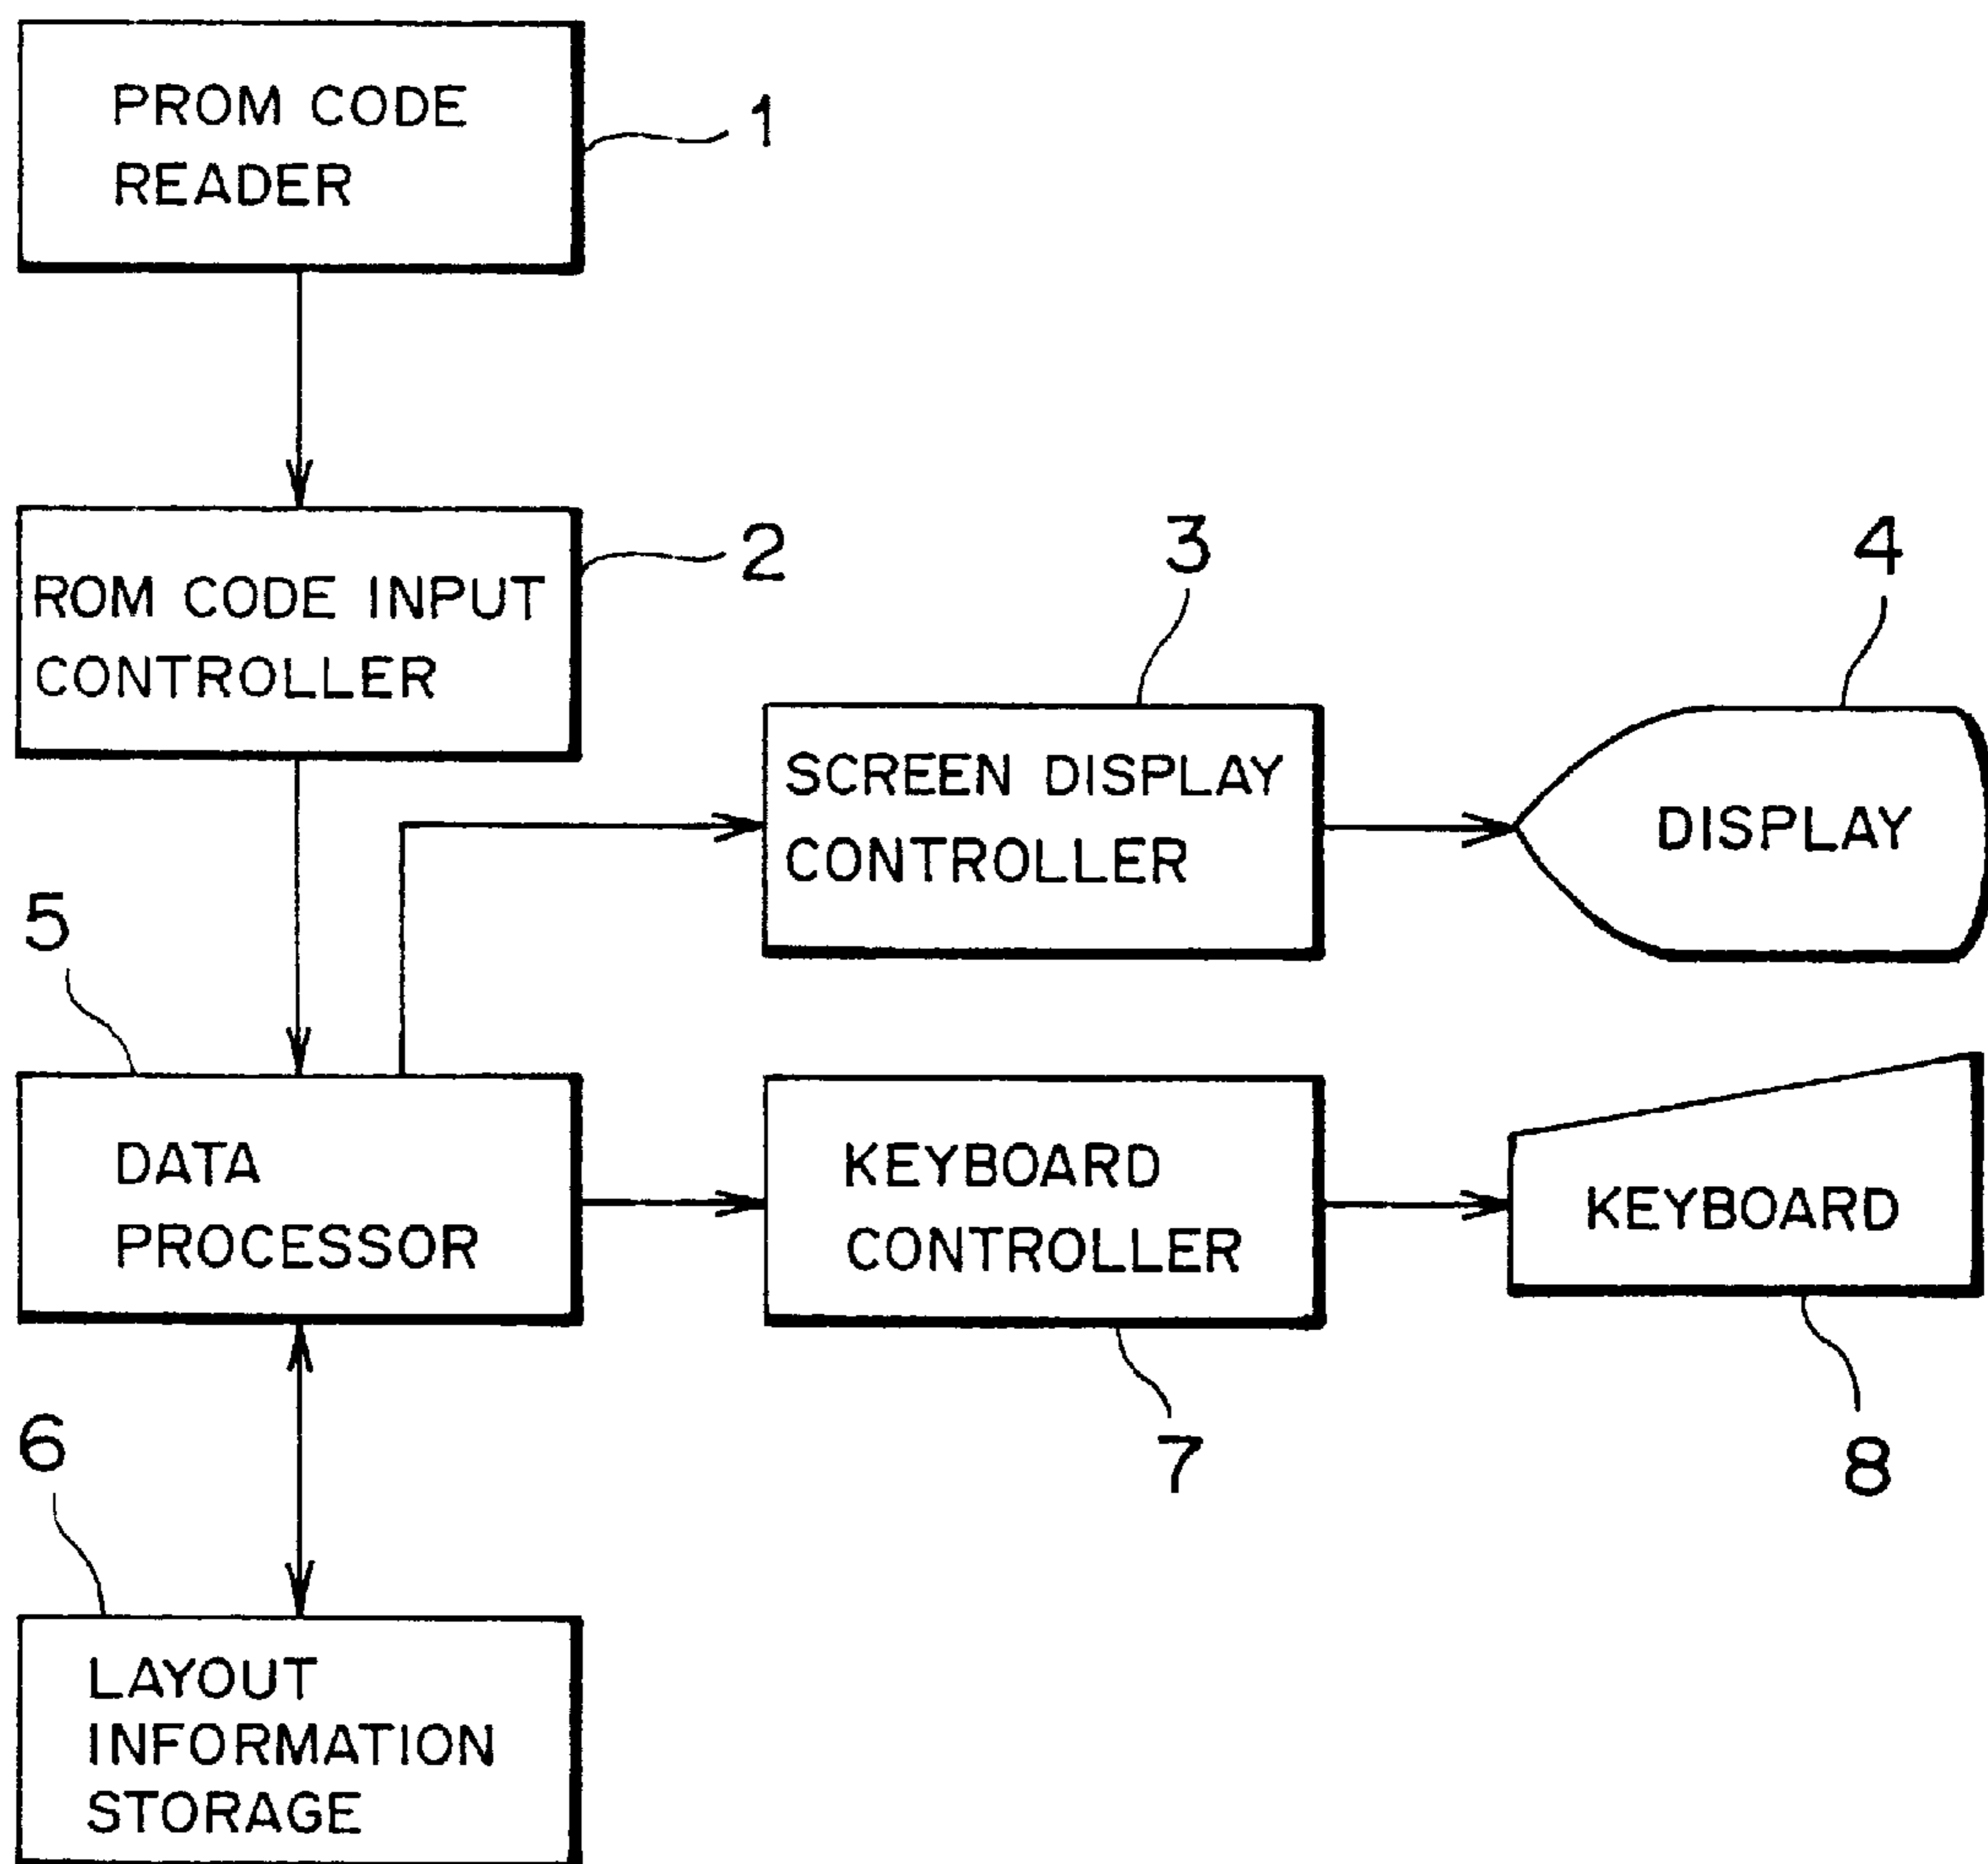 PROM CODE
READER
1
ROM CODE INPUT
CONTROLLER
2
3
4
SCREEN DISPLAY
CONTROLLER
DISPLAY
5
DATA
PROCESSOR
KEYBOARD
CONTROLLER
KEYBOARD
6
7
8
LAYOUT
INFORMATION
STORAGE